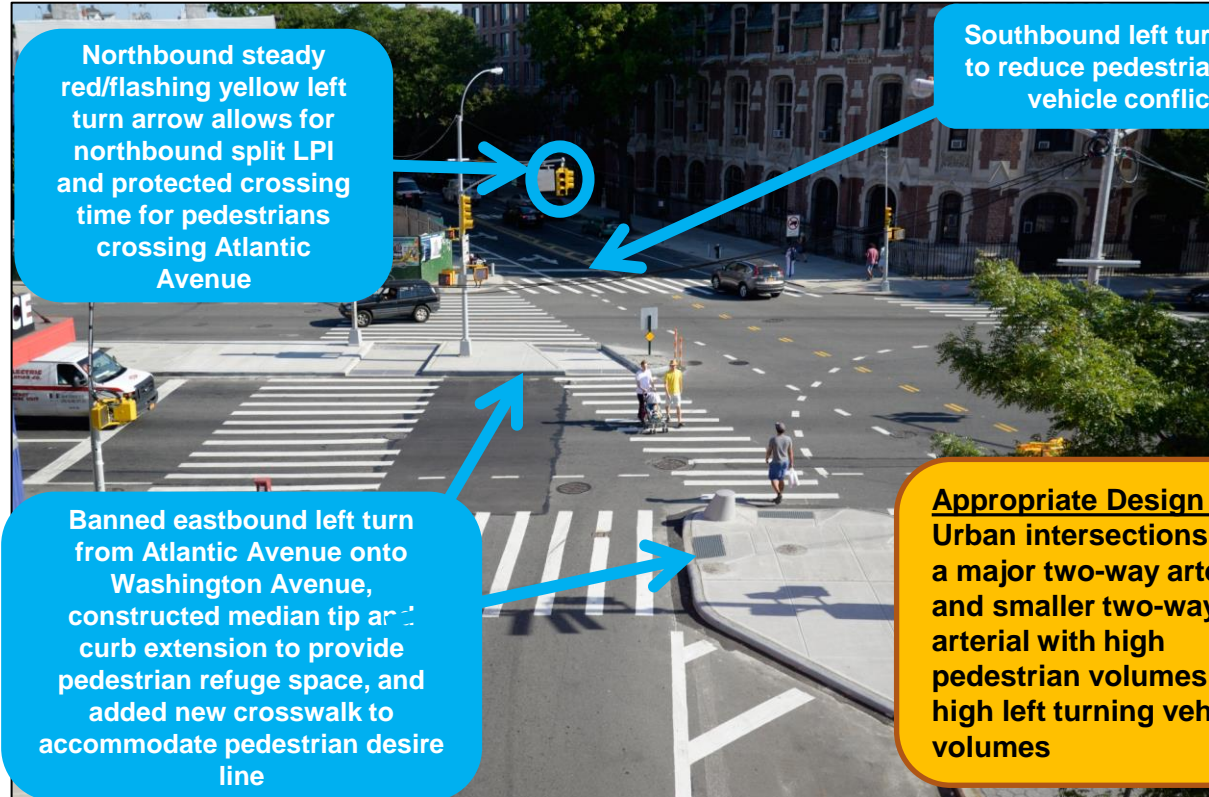 Northbound steady
red/flashing yellow left
turn arrow allows for
northbound split LPI
and protected crossing
time for pedestrians
crossing Atlantic
Avenue
Southbound left tur
to reduce pedestria
vehicle conflic
CE
Banned eastbound left turn
from Atlantic Avenue onto
Washington Avenue,
constructed median tip and
curb extension to provide
pedestrian refuge space, and
added new crosswalk to
accommodate pedestrian desire
line
Appropriate Design
Urban intersections
a major two-way arte
and smaller two-way
arterial with high
pedestrian volumes
high left turning veh
volumes